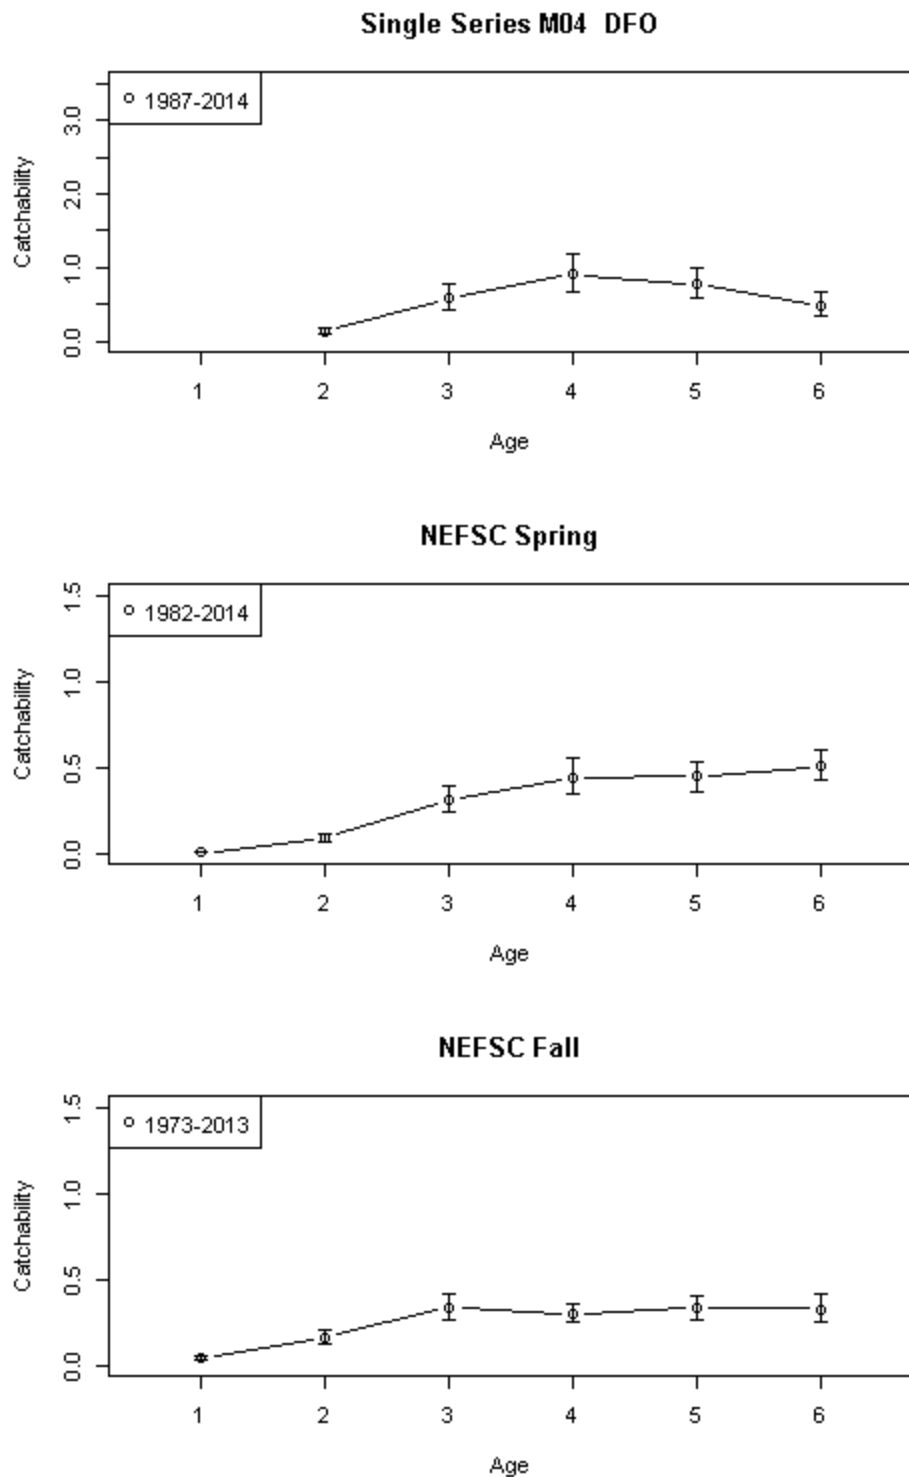 Single Series M04 DFO
1987-2014
Catchability
0.0 1.0 2.0 3.0
1 2 3 4 5 6
Age
NEFSC Spring
1982-2014
Catchability
0.0 0.5 1.0 1.5
1 2 3 4 5 6
Age
NEFSC Fall
1973-2013
Catchability
0.0 0.5 1.0 1.5
1 2 3 4 5 6
Age